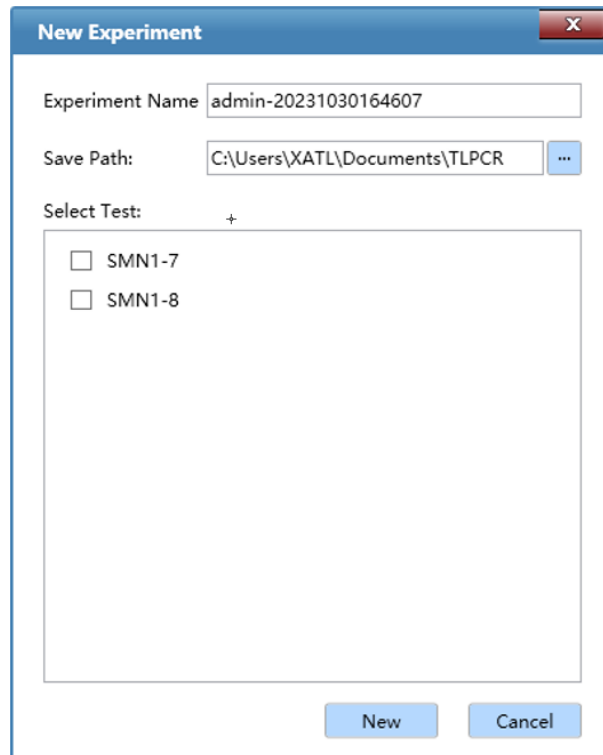 New Experiment
x
Experiment Name admin-20231030164607
Save Path: C:\Users\XATL\Documents\TLPCR ...
Select Test:
SMN1-7
SMN1-8
New Cancel